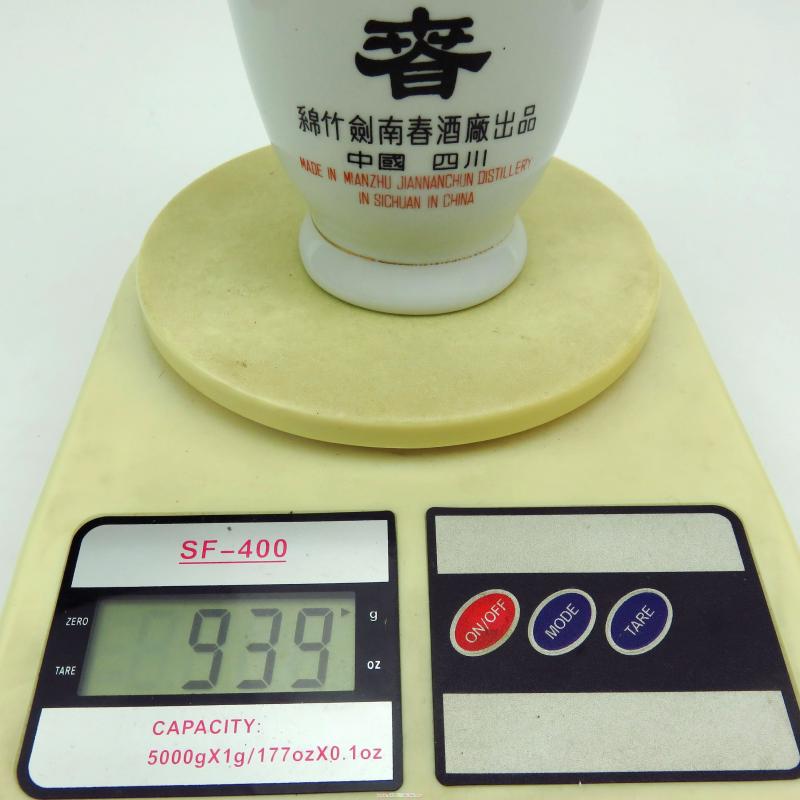 春
綿竹劍南春酒廠出品
中國 四川
MADE IN MIANZHU JIANNANCHUN DISTILLERY
IN SICHUAN IN CHINA
SF-400
ZERO
TARE
939
g
oz
CAPACITY:
5000gX1g/177ozX0.1oz
ON/OFF
MODE
TARE